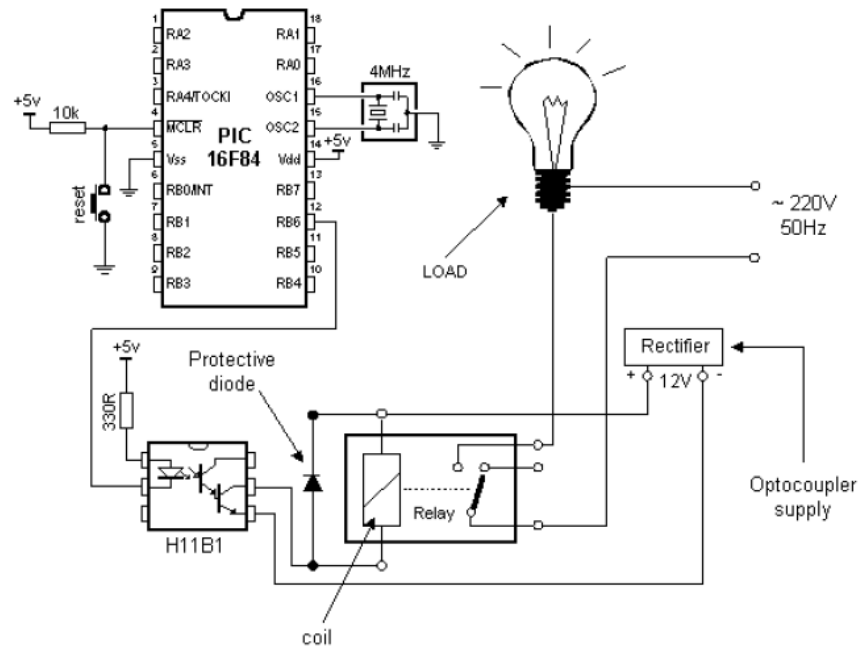 1
RA2
2
RA3
3
RA4/TOCKI
4
MCLR
5
Vss
6
RB0/INT
7
RB1
8
RB2
9
RB3
18
RA1
17
RA0
16
OSC1
15
OSC2
14
Vdd
13
RB7
12
RB6
11
RB5
10
RB4
PIC
16F84
+5v
10k
reset
4MHz
+5v
LOAD
~ 220V
50Hz
Rectifier
+ 12V -
Optocoupler
supply
Protective
diode
+5v
330R
H11B1
Relay
coil